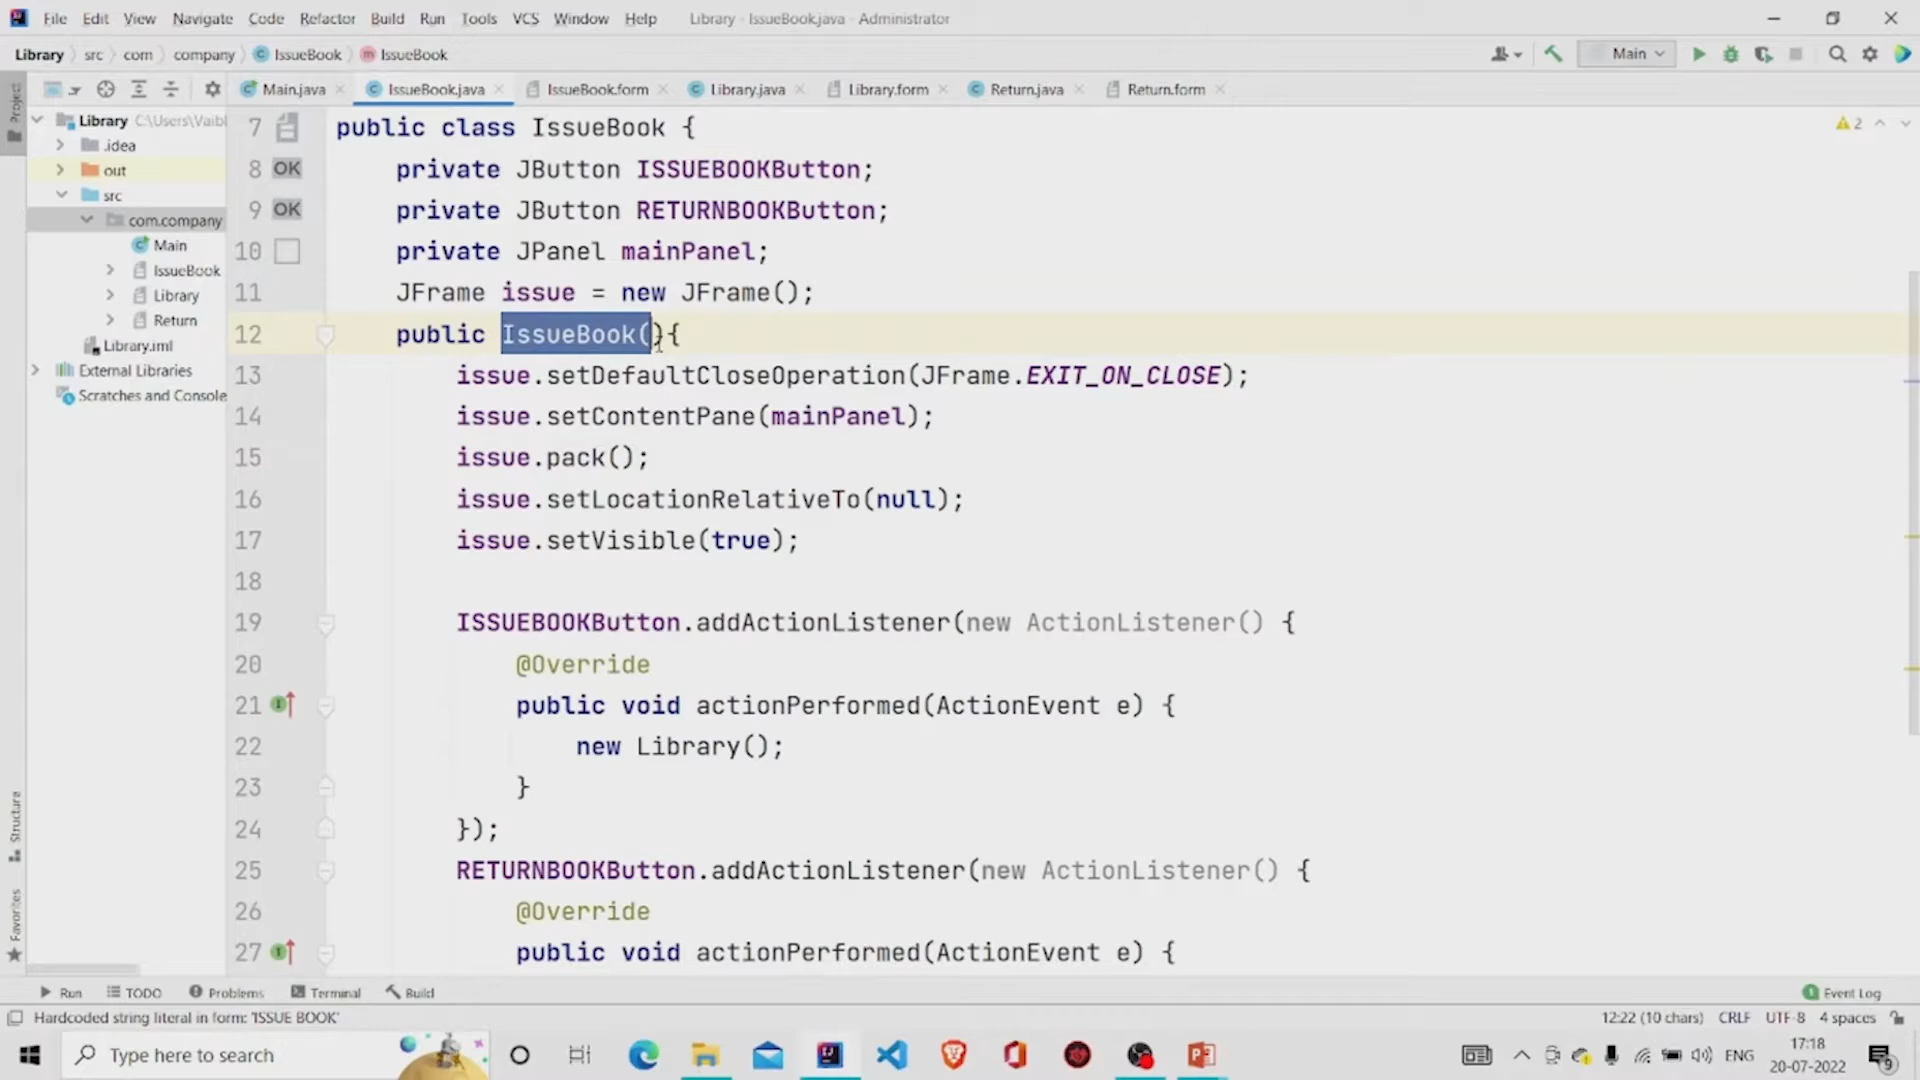 File Edit View Navigate Code Refactor Build Run Tools VCS Window Help Library - IssueBook.java - Administrator
Library src com company IssueBook IssueBook Main
Main.java IssueBook.java IssueBook.form Library.java Library.form Return.java Return.form
Project
Library C:\Users\Vaibl
.idea
out
src
com.company
Main
IssueBook
Library
Return
Library.iml
External Libraries
Scratches and Console
Structure
Favorites
2
7 public class IssueBook {
8 OK private JButton ISSUEBOOKButton;
9 OK private JButton RETURNBOOKButton;
10 private JPanel mainPanel;
11 JFrame issue = new JFrame();
12 public IssueBook(){
13 issue.setDefaultCloseOperation(JFrame.EXIT_ON_CLOSE);
14 issue.setContentPane(mainPanel);
15 issue.pack();
16 issue.setLocationRelativeTo(null);
17 issue.setVisible(true);
18
19 ISSUEBOOKButton.addActionListener(new ActionListener() {
20 @Override
21 public void actionPerformed(ActionEvent e) {
22 new Library();
23 }
24 });
25 RETURNBOOKButton.addActionListener(new ActionListener() {
26 @Override
27 public void actionPerformed(ActionEvent e) {
Run TODO Problems Terminal Build 1 Event Log
Hardcoded string literal in form: 'ISSUE BOOK' 12:22 (10 chars) CRLF UTF-8 4 spaces
Type here to search ENG 17:18
20-07-2022 9